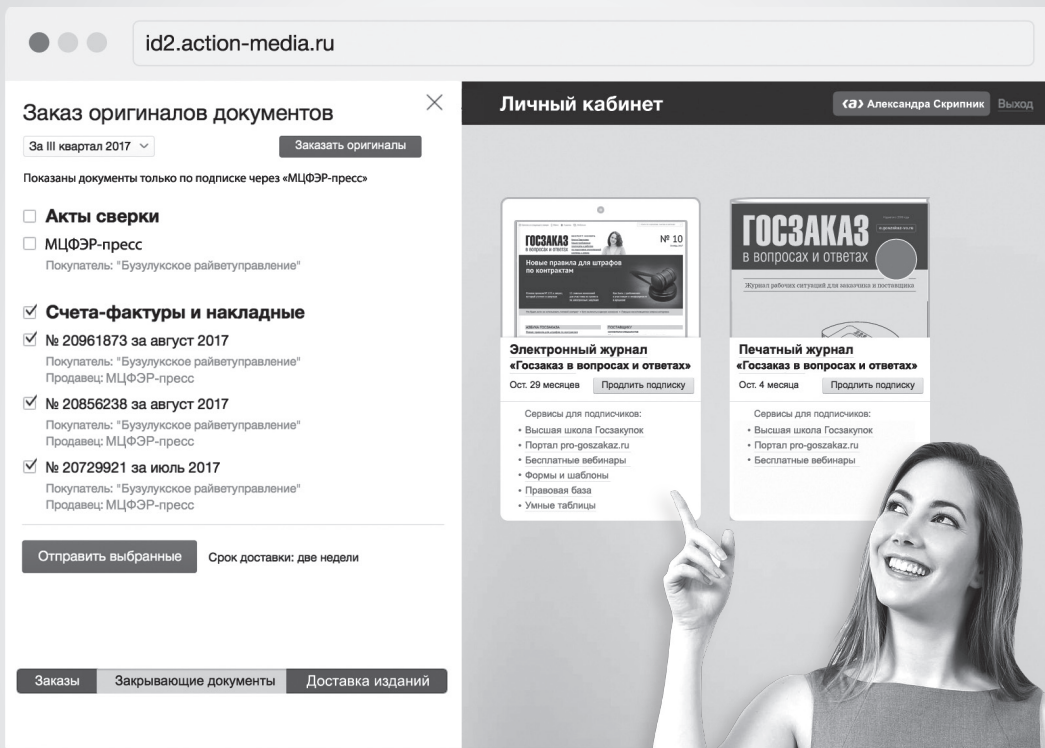 id2.action-media.ru
Заказ оригиналов документов
За III квартал 2017
Заказать оригиналы
Показаны документы только по подписке через «МЦФЭР-пресс»
Акты сверки
МЦФЭР-пресс
Покупатель: "Бузулукское райветуправление"
Счета-фактуры и накладные
№ 20961873 за август 2017
Покупатель: "Бузулукское райветуправление"
Продавец: МЦФЭР-пресс
№ 20856238 за август 2017
Покупатель: "Бузулукское райветуправление"
Продавец: МЦФЭР-пресс
№ 20729921 за июль 2017
Покупатель: "Бузулукское райветуправление"
Продавец: МЦФЭР-пресс
Отправить выбранные
Срок доставки: две недели
Заказы
Закрывающие документы
Доставка изданий
Личный кабинет
Александра Скрипник
Выход
ГОСЗАКАЗ
в вопросах и ответах
№ 10
Новые правила для штрафов
по контрактам
Электронный журнал
«Госзаказ в вопросах и ответах»
Ост. 29 месяцев
Продлить подписку
Сервисы для подписчиков:
• Высшая школа Госзакупок
• Портал pro-goszakaz.ru
• Бесплатные вебинары
• Формы и шаблоны
• Правовая база
• Умные таблицы
ГОСЗАКАЗ
в вопросах и ответах
Журнал рабочих ситуаций для заказчика и поставщика
Печатный журнал
«Госзаказ в вопросах и ответах»
Ост. 4 месяца
Продлить подписку
Сервисы для подписчиков:
• Высшая школа Госзакупок
• Портал pro-goszakaz.ru
• Бесплатные вебинары